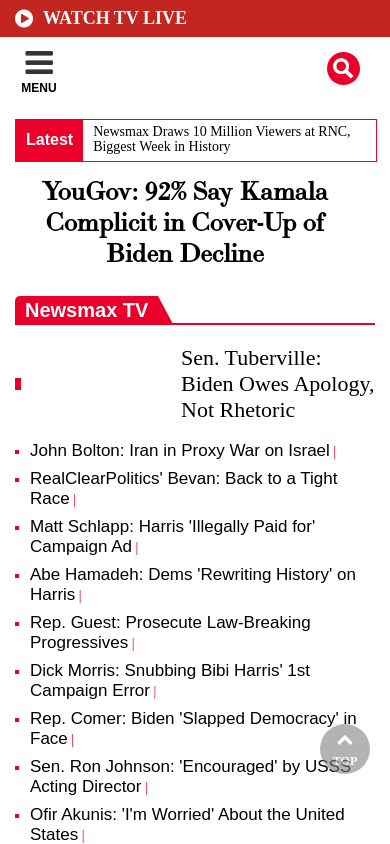 WATCH TV LIVE
MENU
Latest
Newsmax Draws 10 Million Viewers at RNC,
Biggest Week in History
YouGov: 92% Say Kamala
Complicit in Cover-Up of
Biden Decline
Newsmax TV
Sen. Tuberville:
Biden Owes Apology,
Not Rhetoric
John Bolton: Iran in Proxy War on Israel |
RealClearPolitics' Bevan: Back to a Tight
Race |
Matt Schlapp: Harris 'Illegally Paid for'
Campaign Ad |
Abe Hamadeh: Dems 'Rewriting History' on
Harris |
Rep. Guest: Prosecute Law-Breaking
Progressives |
Dick Morris: Snubbing Bibi Harris' 1st
Campaign Error |
Rep. Comer: Biden 'Slapped Democracy' in
Face |
TOP
Sen. Ron Johnson: 'Encouraged' by USSS
Acting Director |
Ofir Akunis: 'I'm Worried' About the United
States |